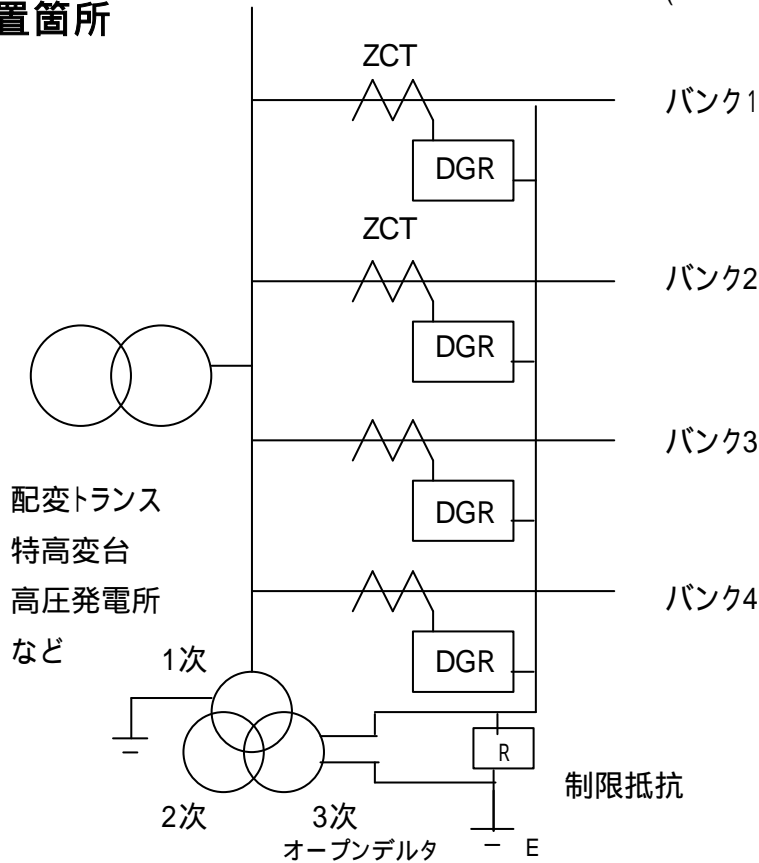 置箇所
ZCT
バンク1
DGR
ZCT
バンク2
DGR
バンク3
DGR
配変トランス
特高変台
高圧発電所
など
バンク4
DGR
1次
R
制限抵抗
2次
3次
オープンデルタ
E